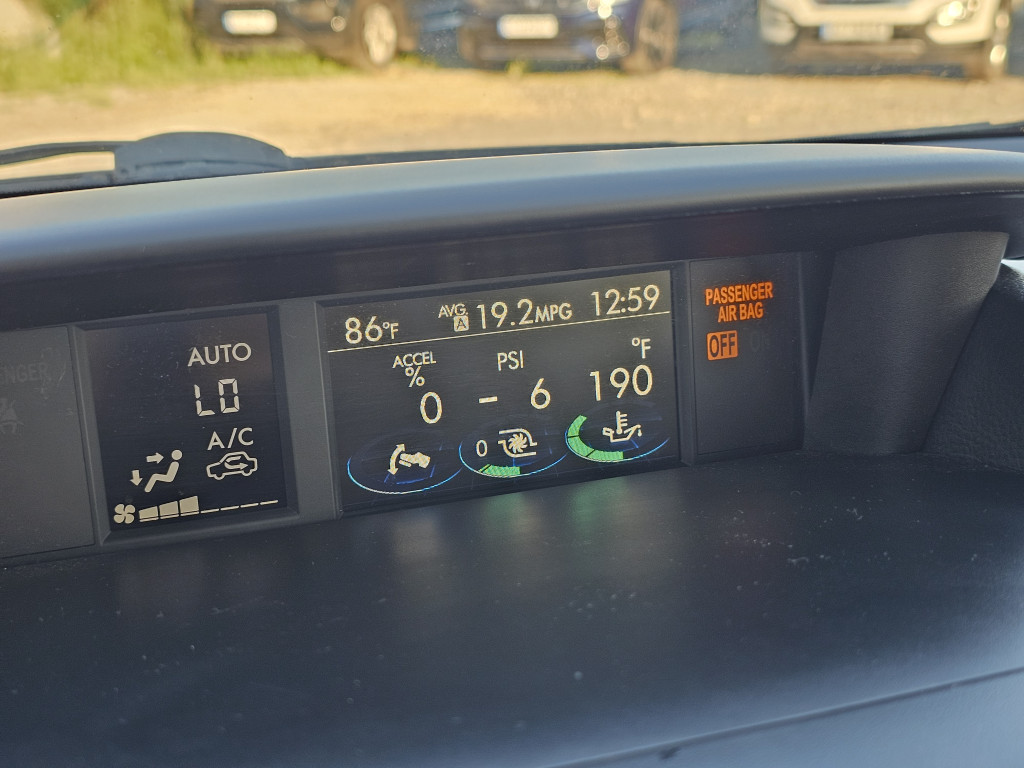 AUTO
LO
A/C
86°F
AVG. A 19.2MPG
12:59
ACCEL
%
0
PSI
- 6
0
°F
190
PASSENGER
AIR BAG
OFF